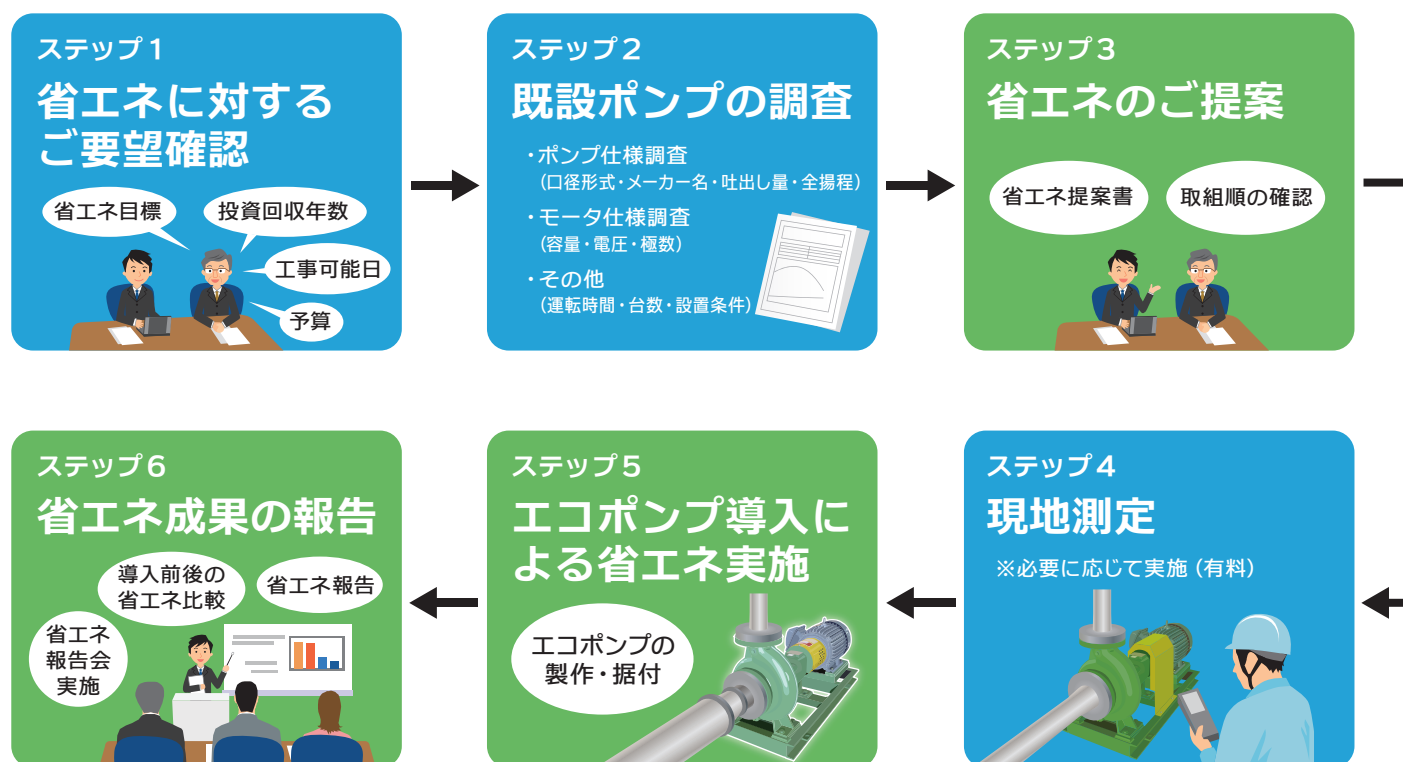 ステップ1
省エネに対する
ご要望確認
省エネ目標
投資回収年数
工事可能日
予算
ステップ2
既設ポンプの調査
・ポンプ仕様調査
（口径形式・メーカー名・吐出し量・全揚程）
・モータ仕様調査
（容量・電圧・極数）
・その他
（運転時間・台数・設置条件）
ステップ3
省エネのご提案
省エネ提案書
取組順の確認
ステップ4
現地測定
※必要に応じて実施（有料）
ステップ5
エコポンプ導入に
よる省エネ実施
エコポンプの
製作・据付
ステップ6
省エネ成果の報告
導入前後の
省エネ比較
省エネ報告
省エネ
報告会
実施